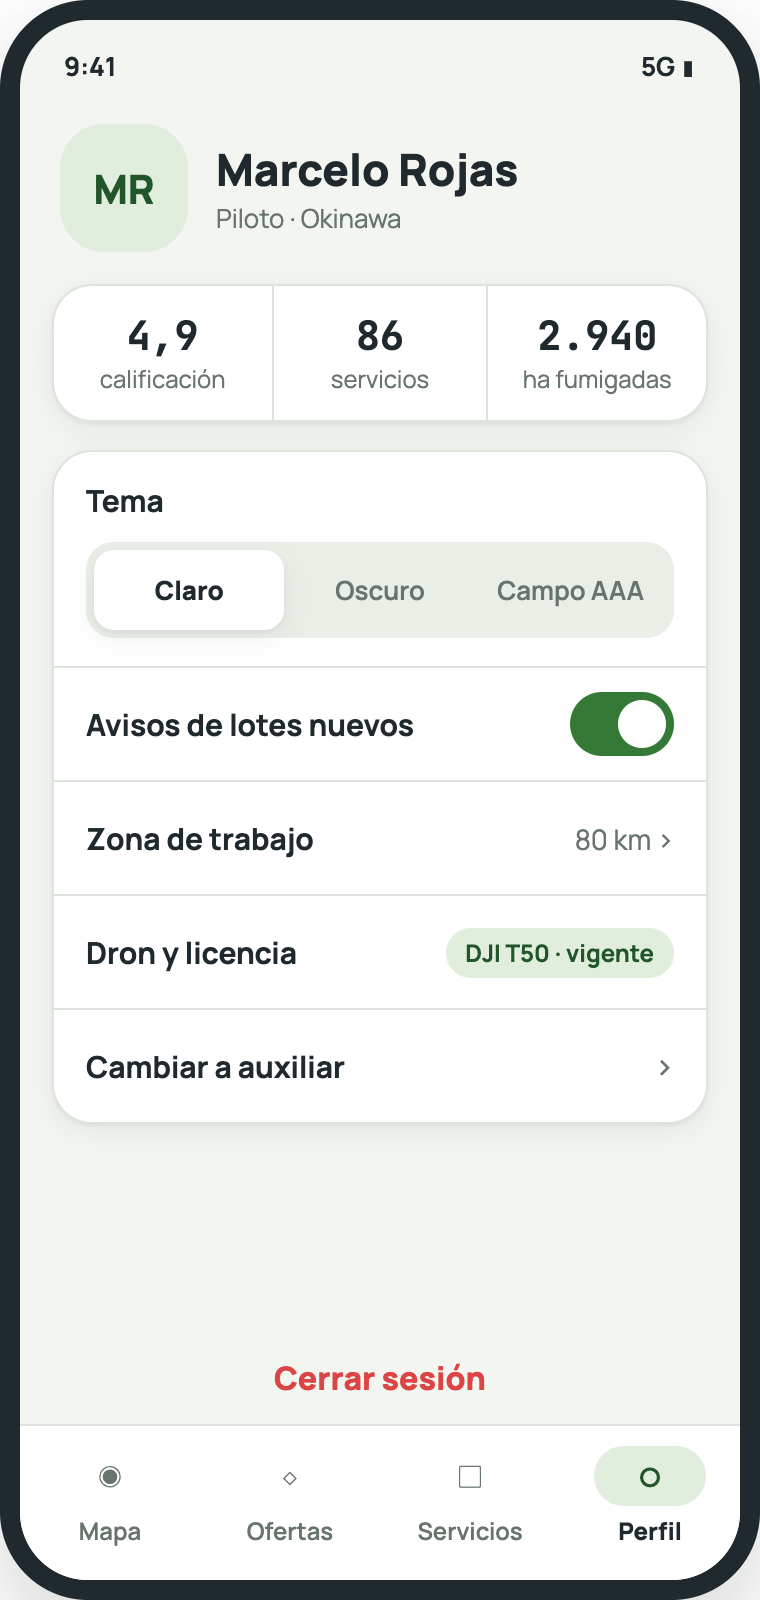 9:41 5G
MR
Marcelo Rojas
Piloto · Okinawa
4,9 86 2.940
calificación servicios ha fumigadas
Tema
Claro Oscuro Campo AAA
Avisos de lotes nuevos
Zona de trabajo 80 km ›
Dron y licencia DJI T50 · vigente
Cambiar a auxiliar ›
Cerrar sesión
Mapa Ofertas Servicios Perfil